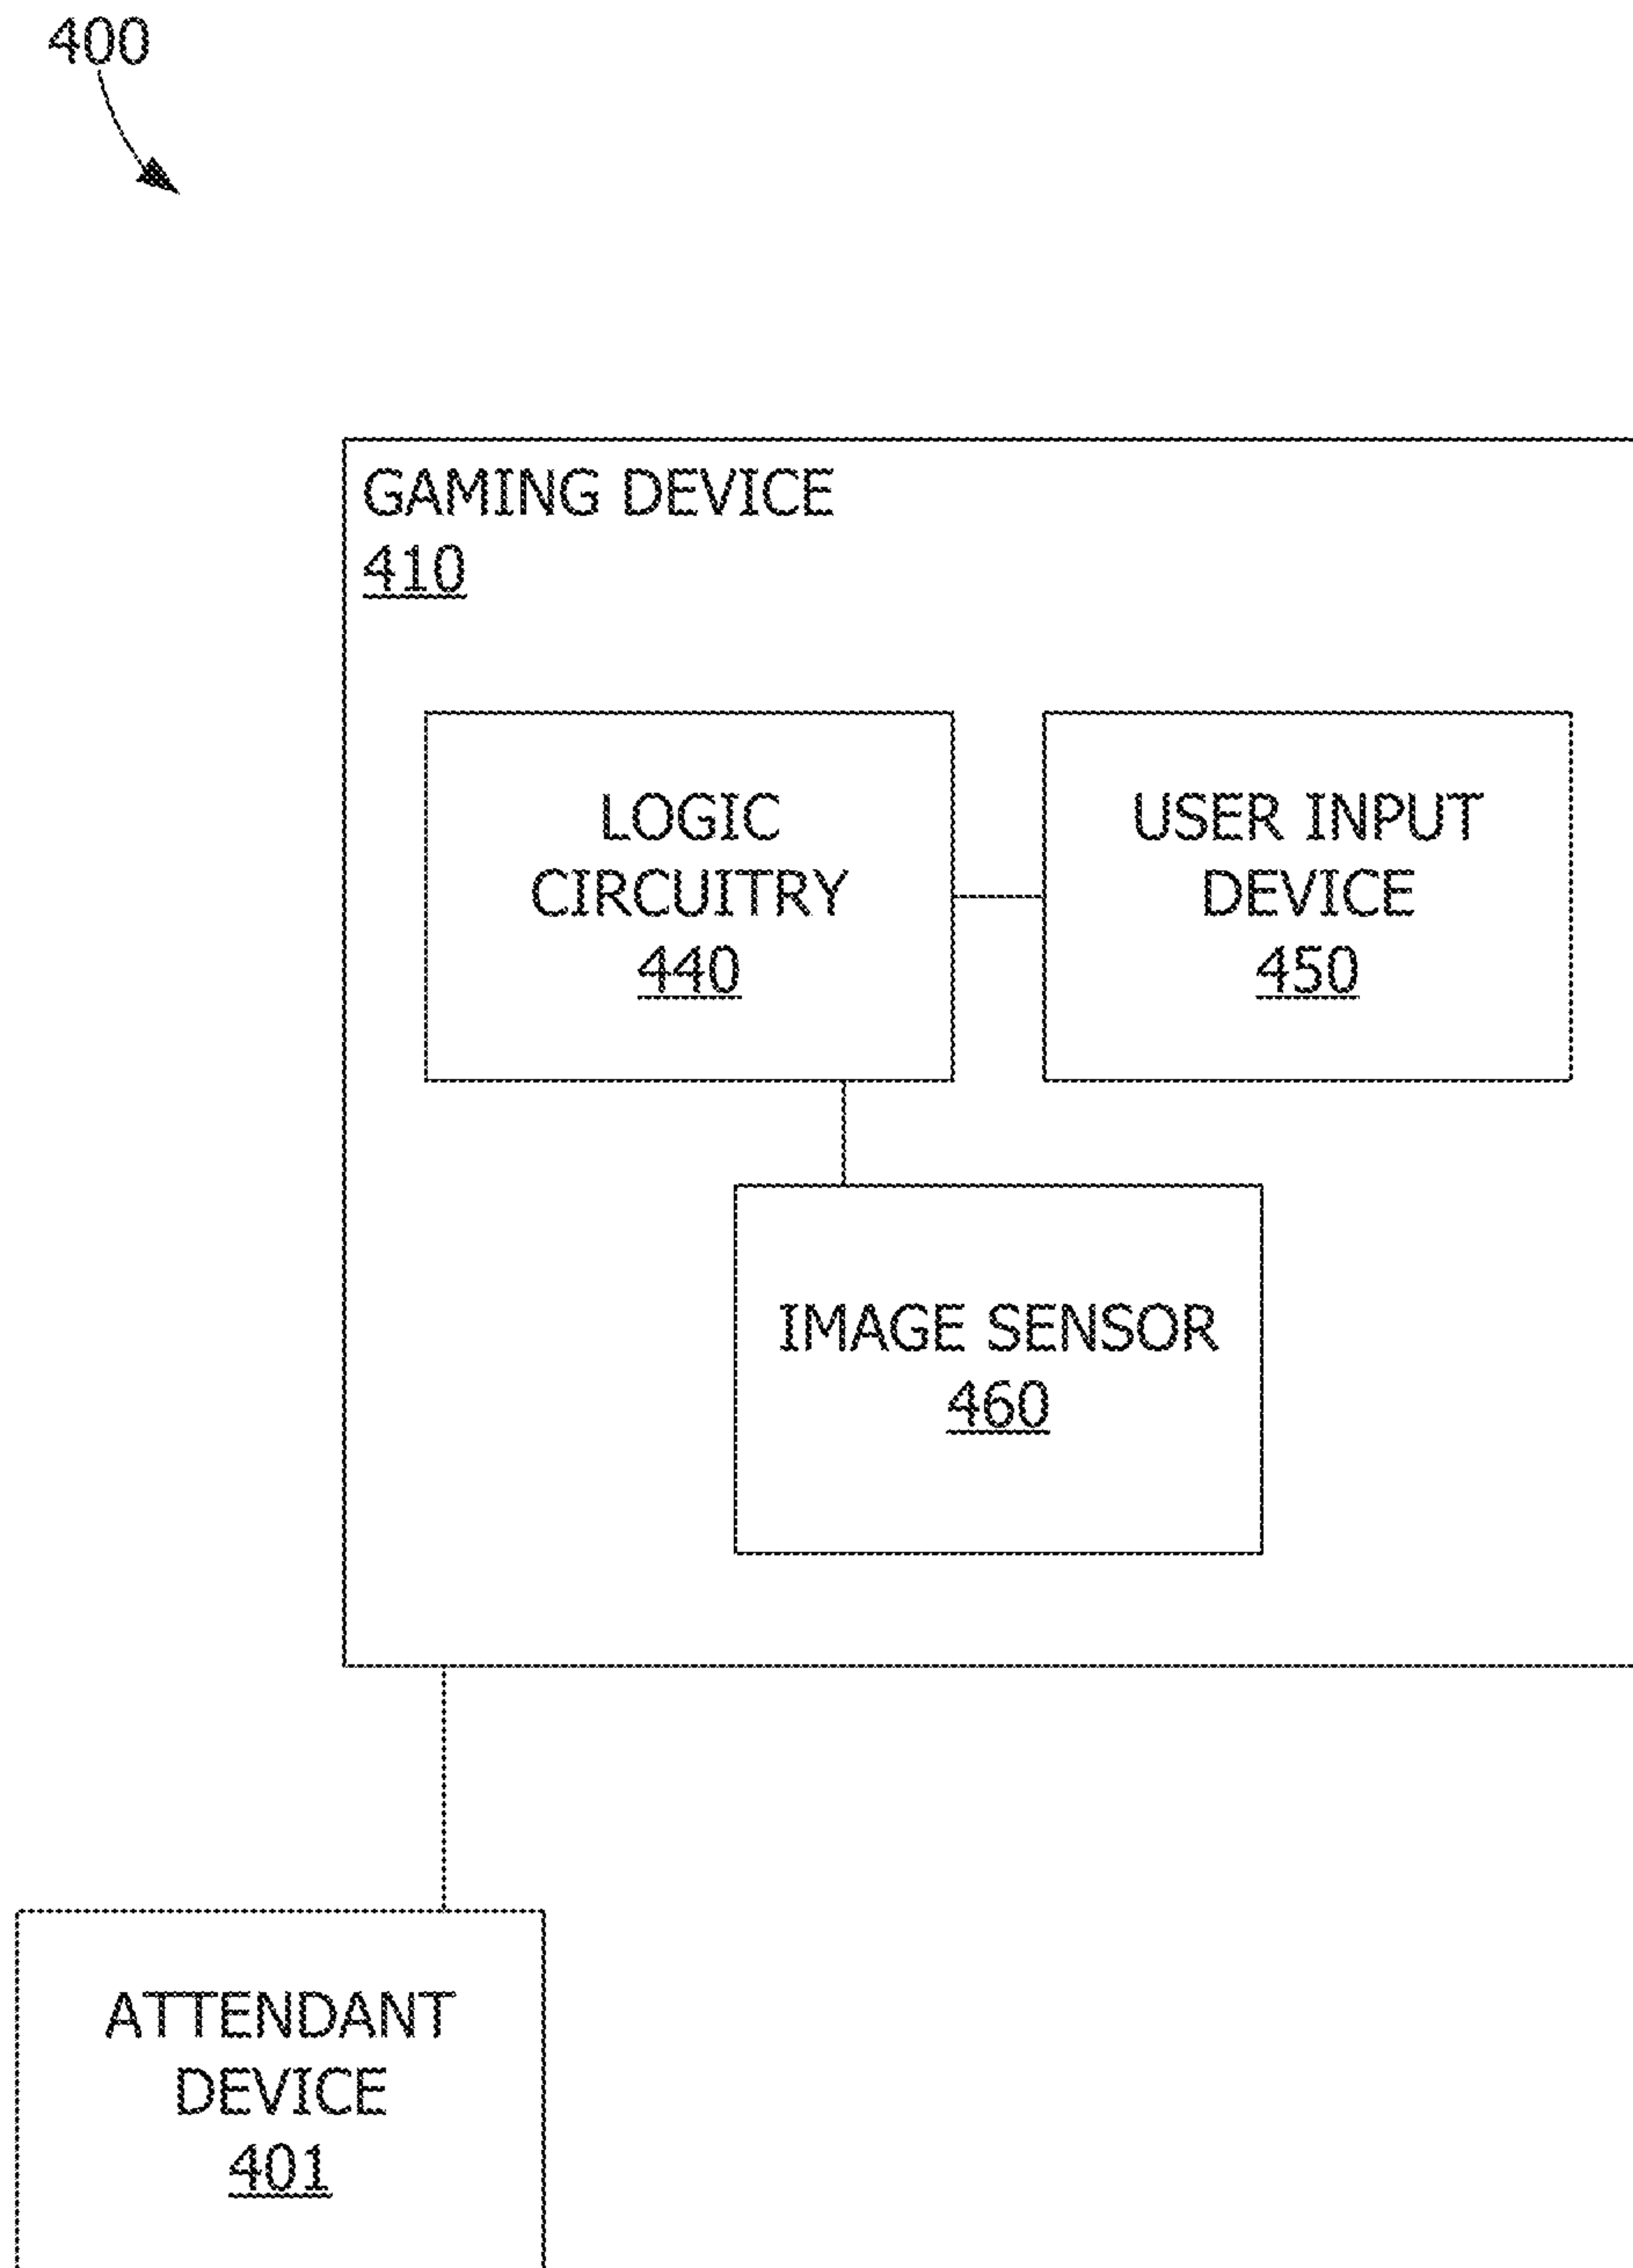 400
GAMING DEVICE
410
LOGIC
CIRCUITRY
440
USER INPUT
DEVICE
450
IMAGE SENSOR
460
ATTENDANT
DEVICE
401